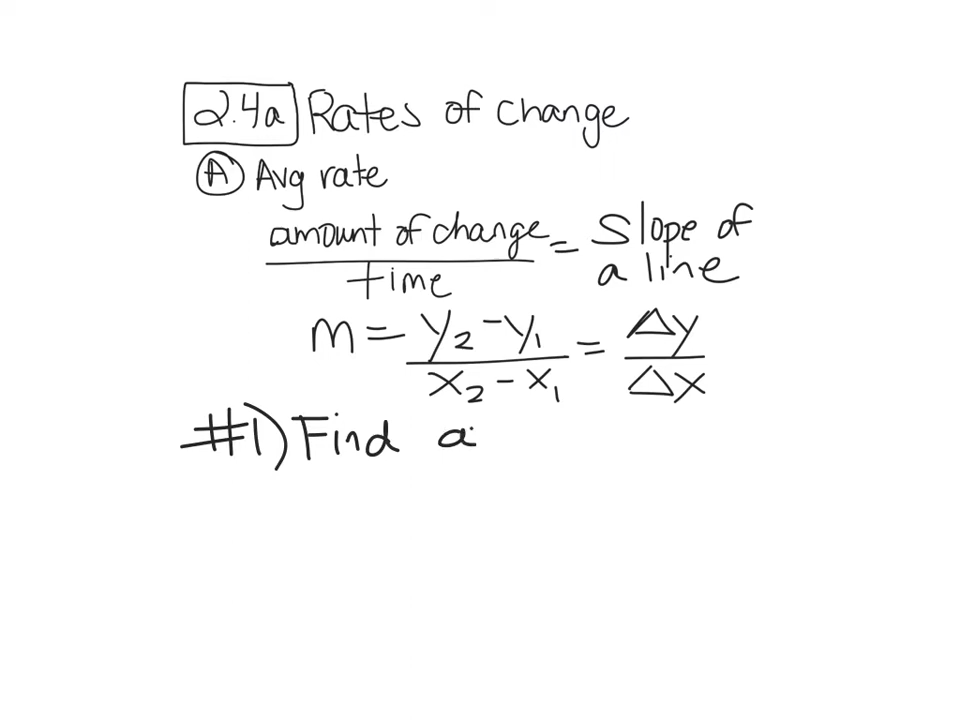 2.4a Rates of change
A Avg rate
amount of change / time = Slope of a line
m = y₂ - y₁ / x₂ - x₁ = Δy / Δx
#1) Find a